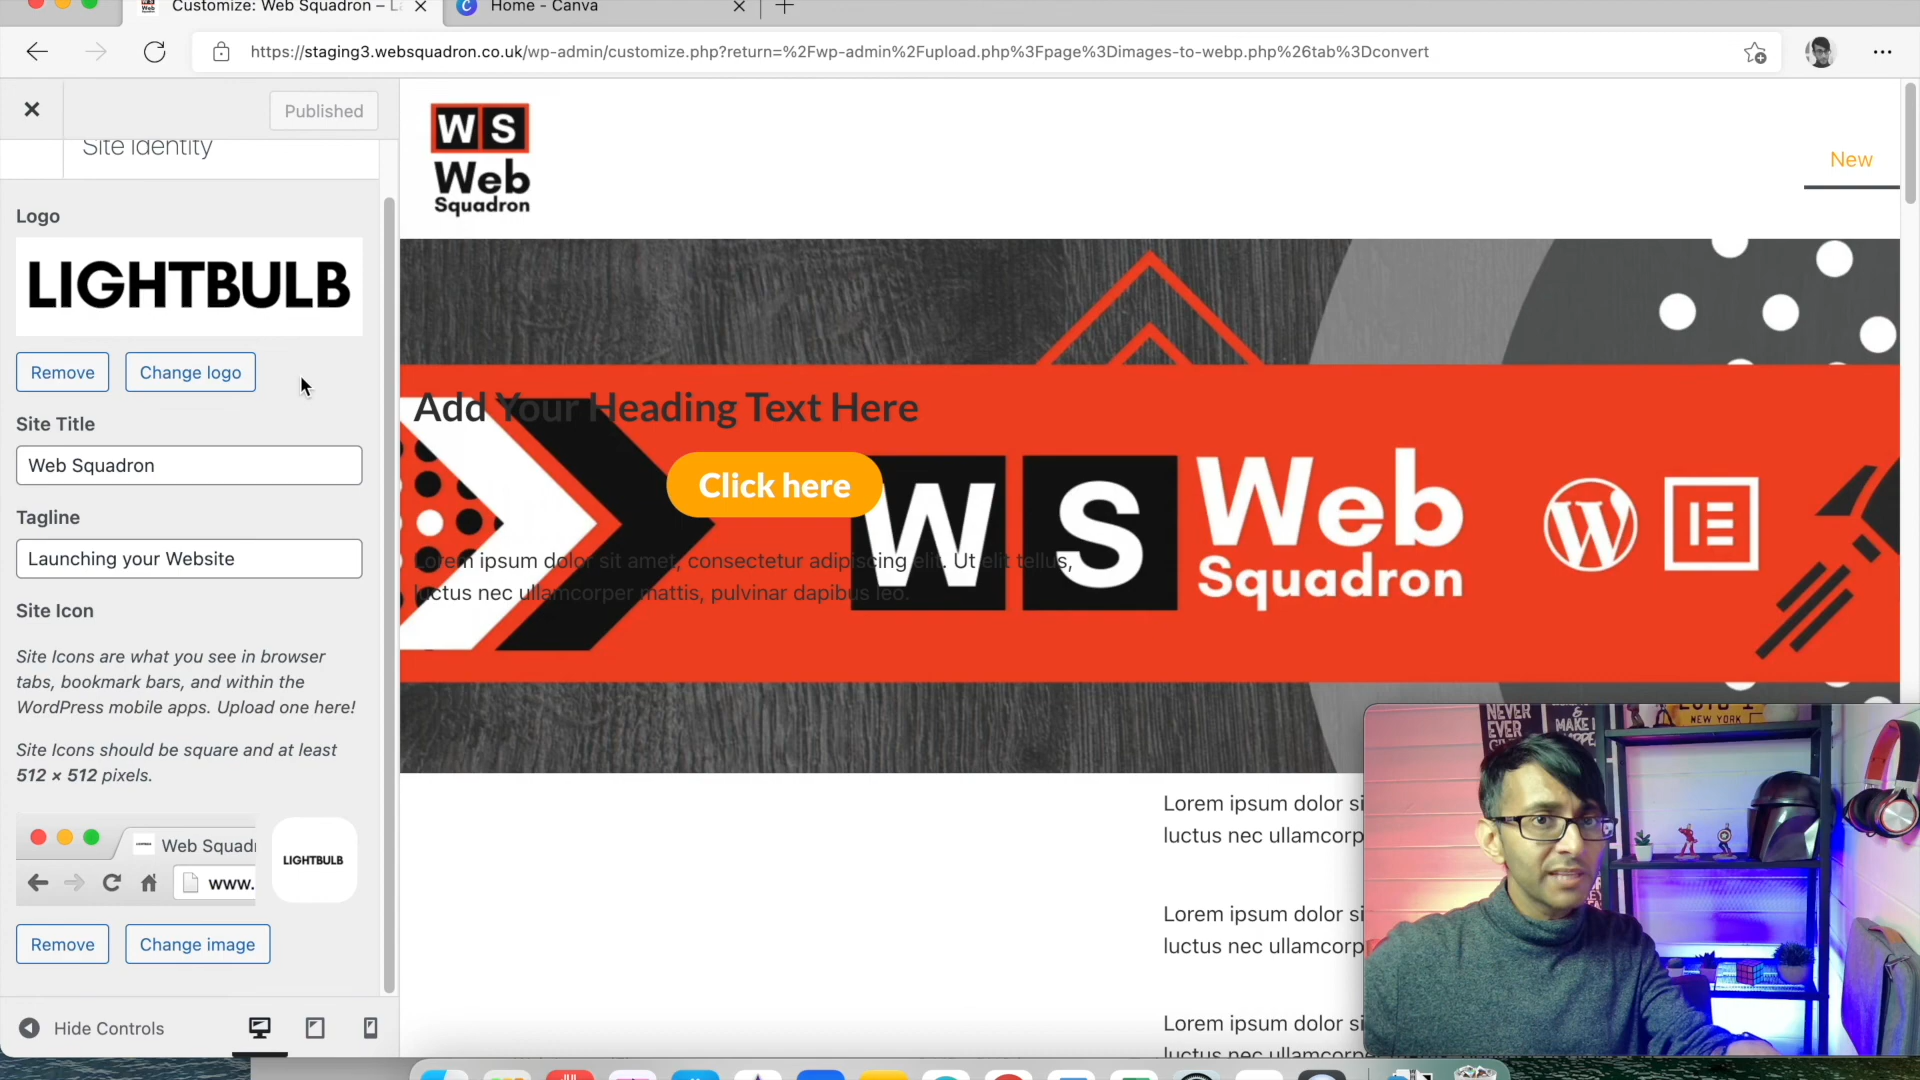 Customize: Web Squadron – La
Home - Canva
https://staging3.websquadron.co.uk/wp-admin/customize.php?return=%2Fwp-admin%2Fupload.php%3Fpage%3Dimages-to-webp.php%26tab%3Dconvert
Published
Site Identity
Logo
LIGHTBULB
Remove
Change logo
Site Title
Web Squadron
Tagline
Launching your Website
Site Icon
Site Icons are what you see in browser
tabs, bookmark bars, and within the
WordPress mobile apps. Upload one here!
Site Icons should be square and at least
512 × 512 pixels.
Web Squadr
www.
LIGHTBULB
Remove
Change image
Hide Controls
WS
Web
Squadron
New
Add Your Heading Text Here
Click here
Lorem ipsum dolor sit amet, consectetur adipiscing elit. Ut elit tellus,
luctus nec ullamcorper mattis, pulvinar dapibus leo.
W S
Web
Squadron
Lorem ipsum dolor si
luctus nec ullamcorp
Lorem ipsum dolor si
luctus nec ullamcorp
Lorem ipsum dolor si
luctus nec ullamcorp
NEVER
EVER
MAKE I
NEW YORK